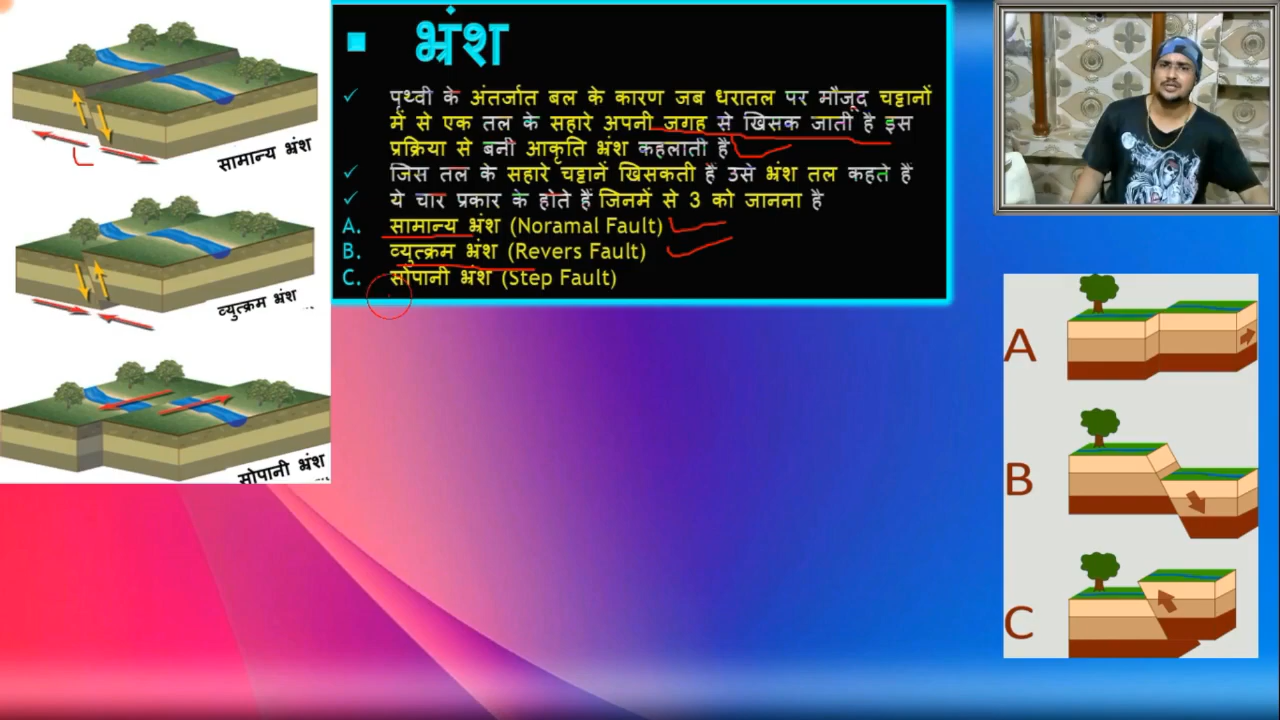 भ्रंश
पृथ्वी के अंतर्जात बल के कारण जब धरातल पर मौजूद चट्टानों
में से एक तल के सहारे अपनी जगह से खिसक जाती है इस
प्रक्रिया से बनी आकृति भ्रंश कहलाती है
जिस तल के सहारे चट्टानें खिसकती हैं उसे भ्रंश तल कहते हैं
ये चार प्रकार के होते हैं जिनमें से 3 को जानना है
A. सामान्य भ्रंश (Noramal Fault)
B. व्युत्क्रम भ्रंश (Revers Fault)
C. सोपानी भ्रंश (Step Fault)
सामान्य भ्रंश
व्युत्क्रम भ्रंश
सोपानी भ्रंश
A
B
C